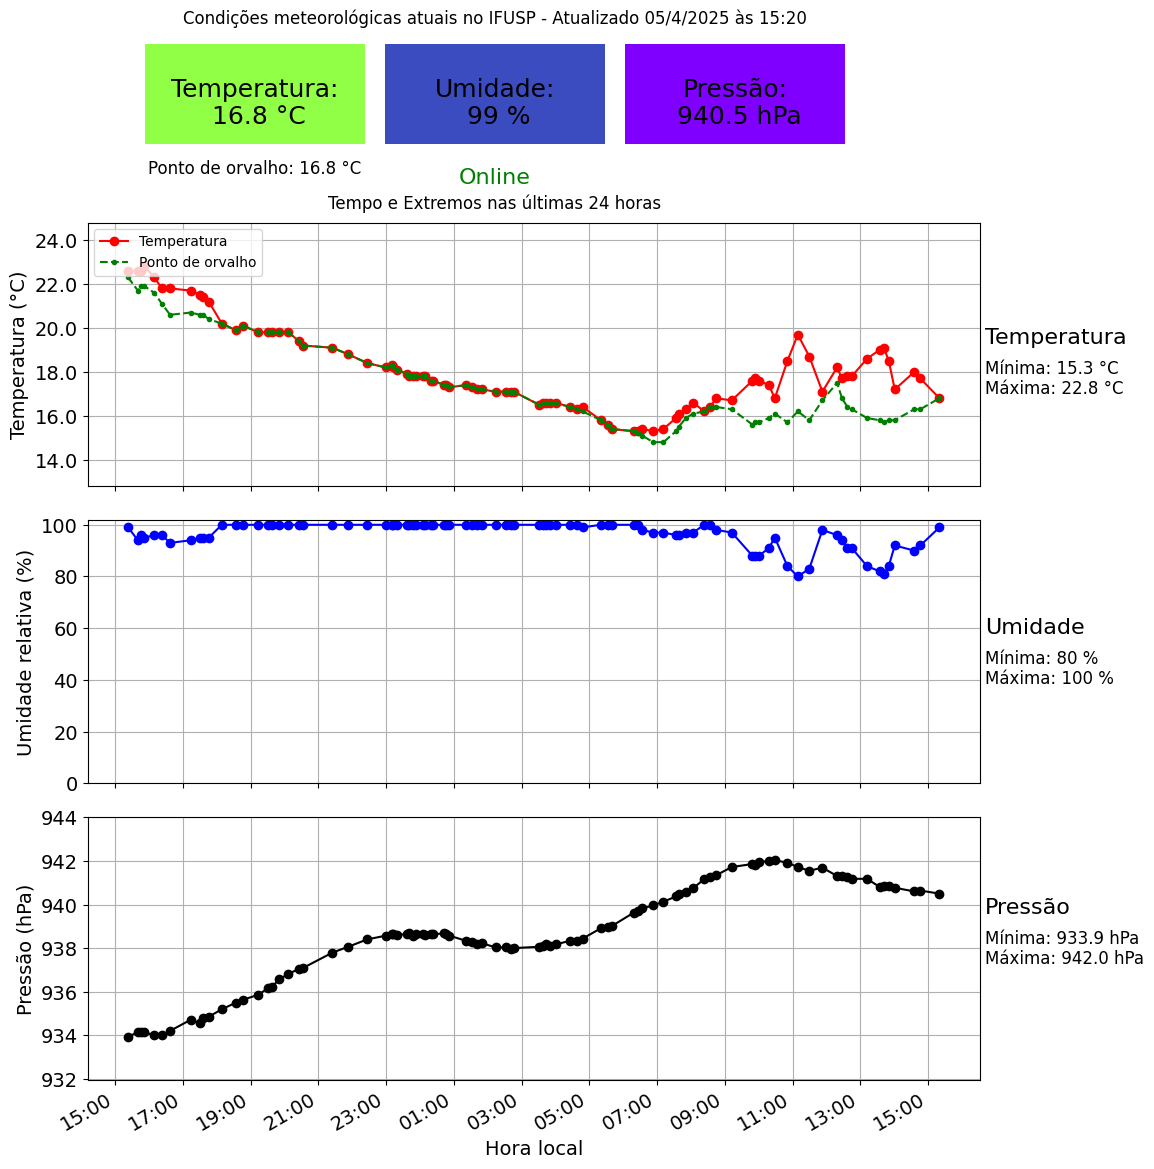 Condições meteorológicas atuais no IFUSP - Atualizado 05/4/2025 às 15:20
Temperatura:
16.8 °C
Umidade:
99 %
Pressão:
940.5 hPa
Ponto de orvalho: 16.8 °C
Online
Tempo e Extremos nas últimas 24 horas
Temperatura
Ponto de orvalho
Temperatura (°C)
24.0
22.0
20.0
18.0
16.0
14.0
Temperatura
Mínima: 15.3 °C
Máxima: 22.8 °C
Umidade relativa (%)
100
80
60
40
20
0
Umidade
Mínima: 80 %
Máxima: 100 %
Pressão (hPa)
944
942
940
938
936
934
932
Pressão
Mínima: 933.9 hPa
Máxima: 942.0 hPa
15:00
17:00
19:00
21:00
23:00
01:00
03:00
05:00
07:00
09:00
11:00
13:00
15:00
Hora local